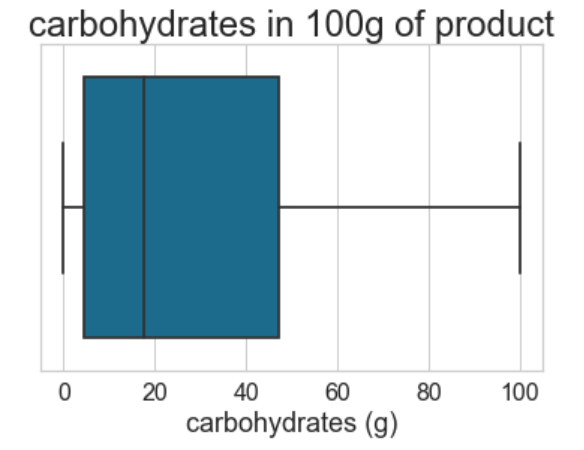 carbohydrates in 100g of product
0 20 40 60 80 100
carbohydrates (g)